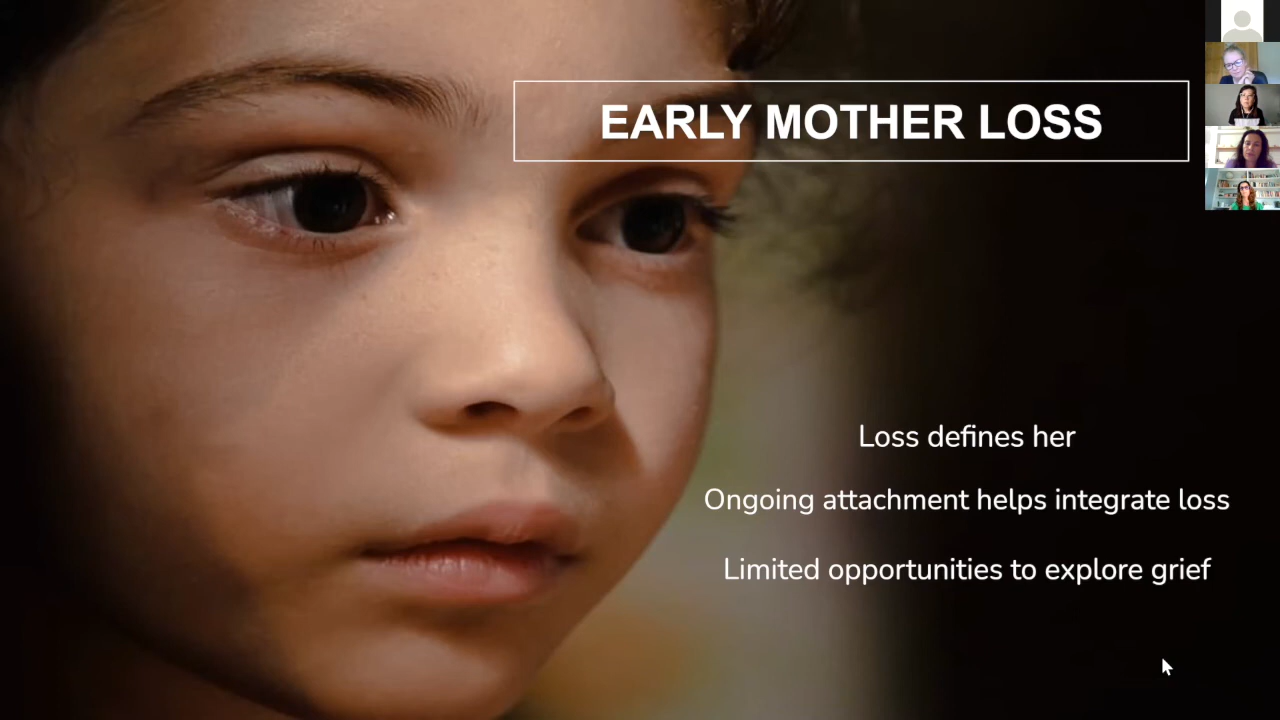 EARLY MOTHER LOSS
Loss defines her
Ongoing attachment helps integrate loss
Limited opportunities to explore grief